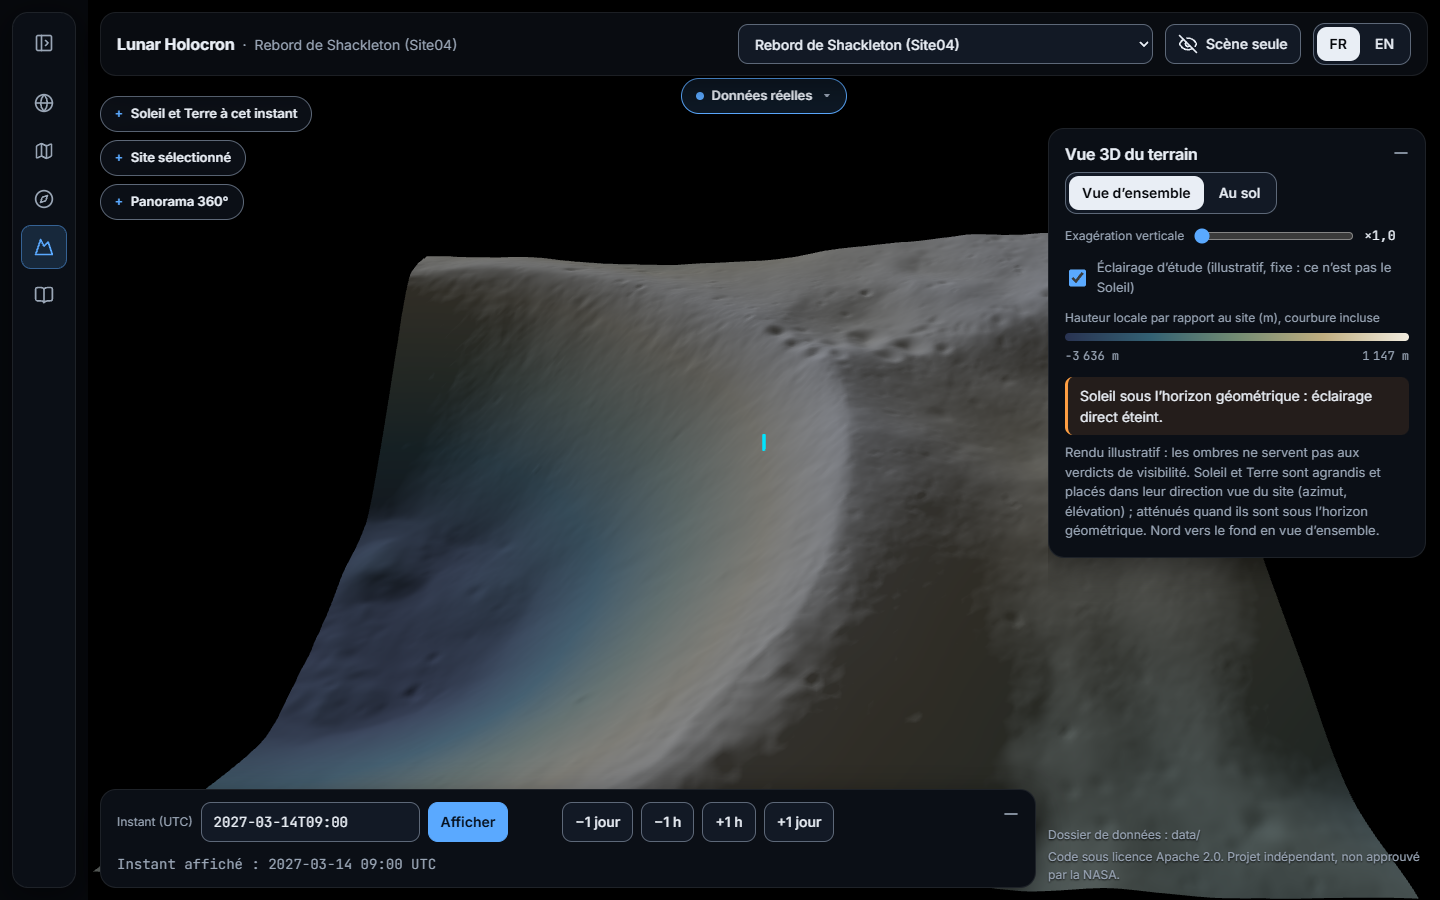 Lunar Holocron · Rebord de Shackleton (Site04)
Rebord de Shackleton (Site04)
Scène seule
FR EN
Données réelles
+ Soleil et Terre à cet instant
+ Site sélectionné
+ Panorama 360°
Vue 3D du terrain
Vue d’ensemble Au sol
Exagération verticale ×1,0
Éclairage d’étude (illustratif, fixe : ce n’est pas le
Soleil)
Hauteur locale par rapport au site (m), courbure incluse
-3 636 m 1 147 m
Soleil sous l’horizon géométrique : éclairage
direct éteint.
Rendu illustratif : les ombres ne servent pas aux
verdicts de visibilité. Soleil et Terre sont agrandis et
placés dans leur direction vue du site (azimut,
élévation) ; atténués quand ils sont sous l’horizon
géométrique. Nord vers le fond en vue d’ensemble.
Instant (UTC) 2027-03-14T09:00 Afficher −1 jour −1 h +1 h +1 jour
Instant affiché : 2027-03-14 09:00 UTC
Dossier de données : data/
Code sous licence Apache 2.0. Projet indépendant, non approuvé
par la NASA.